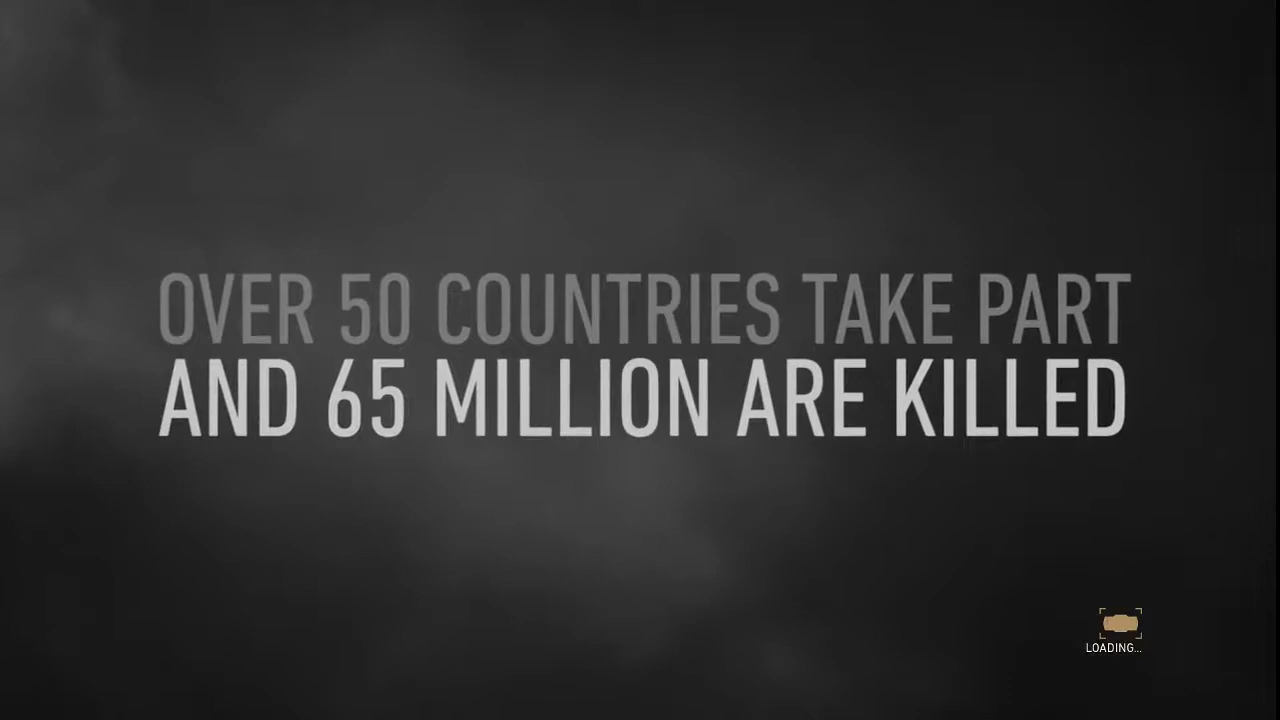 OVER 50 COUNTRIES TAKE PART
AND 65 MILLION ARE KILLED
LOADING...